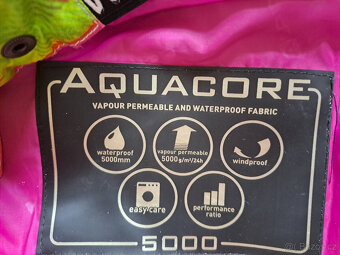 AQUACORE
VAPOUR PERMEABLE AND WATERPROOF FABRIC
waterproof
5000mm
vapour permeable
5000g/m²/24h
windproof
easy care
performance
ratio
5000